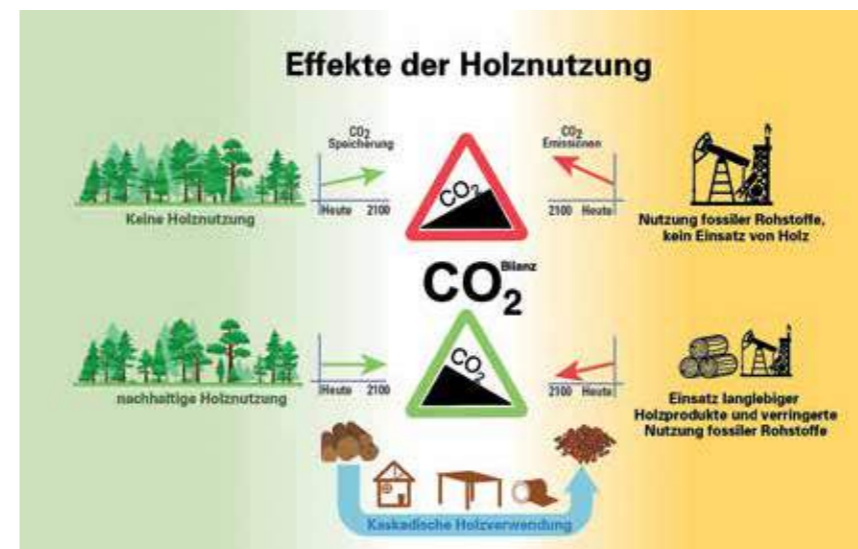 Effekte der Holznutzung
CO2
Speicherung
CO2
Emissionen
CO2
Heute 2100
2100 Heute
Keine Holznutzung
Nutzung fossiler Rohstoffe,
kein Einsatz von Holz
CO2 Bilanz
CO2
Heute 2100
2100 Heute
nachhaltige Holznutzung
Einsatz langlebiger
Holzprodukte und verringerte
Nutzung fossiler Rohstoffe
Kaskadische Holzverwendung